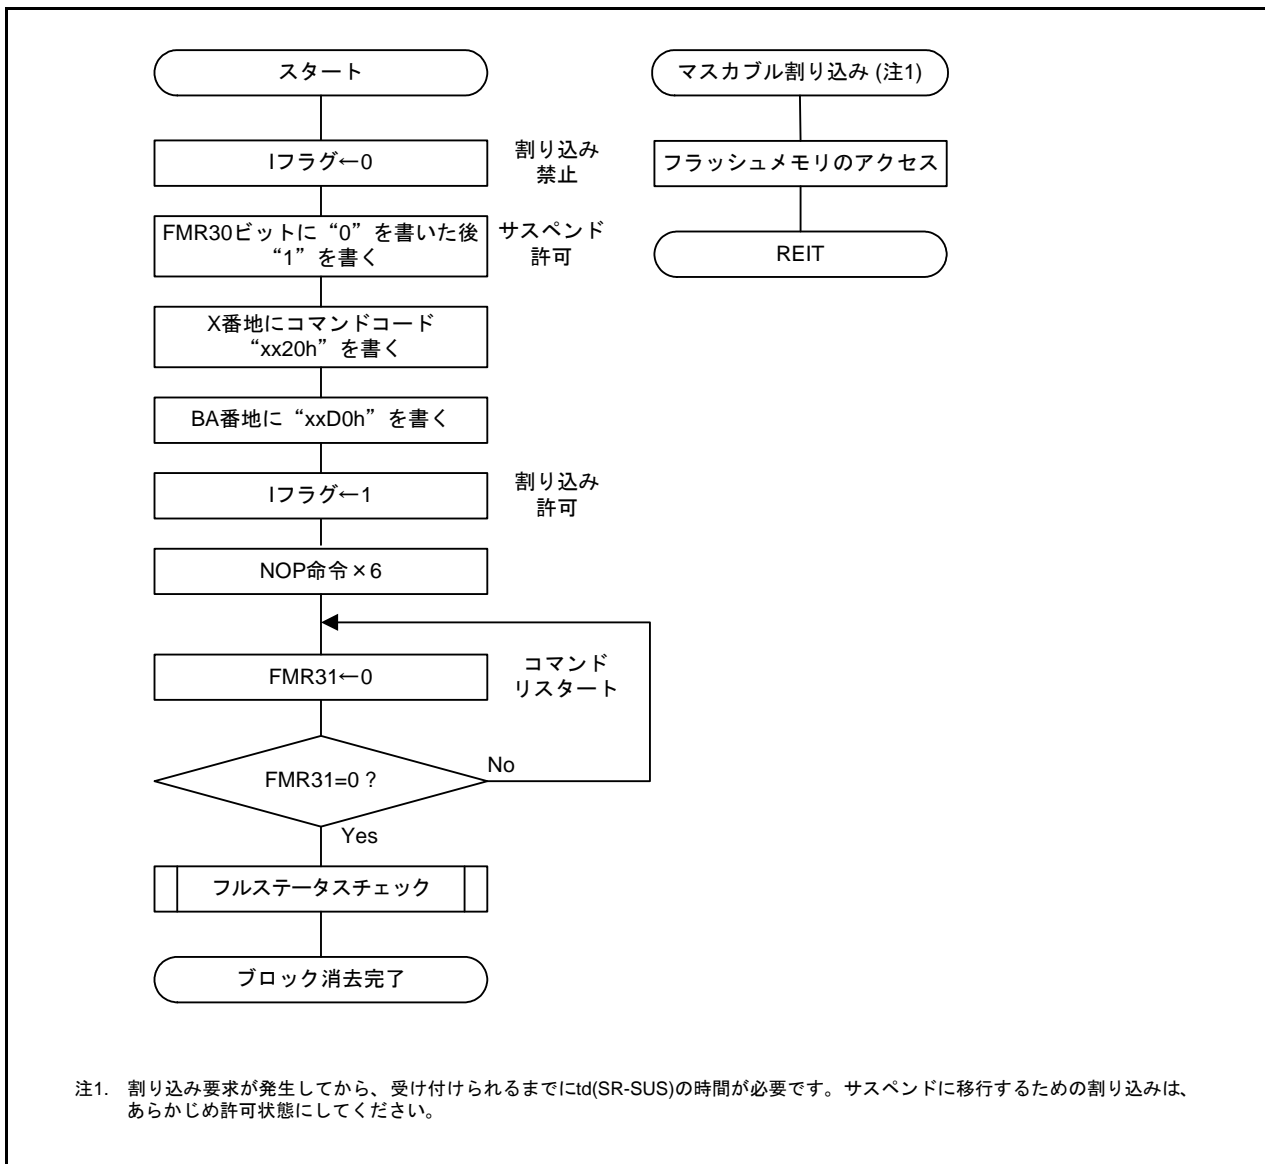 スタート
Iフラグ←0
割り込み
禁止
FMR30ビットに“0”を書いた後
“1”を書く
サスペンド
許可
X番地にコマンドコード
“xx20h”を書く
BA番地に“xxD0h”を書く
Iフラグ←1
割り込み
許可
NOP命令×6
FMR31←0
コマンド
リスタート
FMR31=0 ?
No
Yes
フルステータスチェック
ブロック消去完了
マスカブル割り込み (注1)
フラッシュメモリのアクセス
REIT
注1. 割り込み要求が発生してから、受け付けられるまでにtd(SR-SUS)の時間が必要です。サスペンドに移行するための割り込みは、
あらかじめ許可状態にしてください。